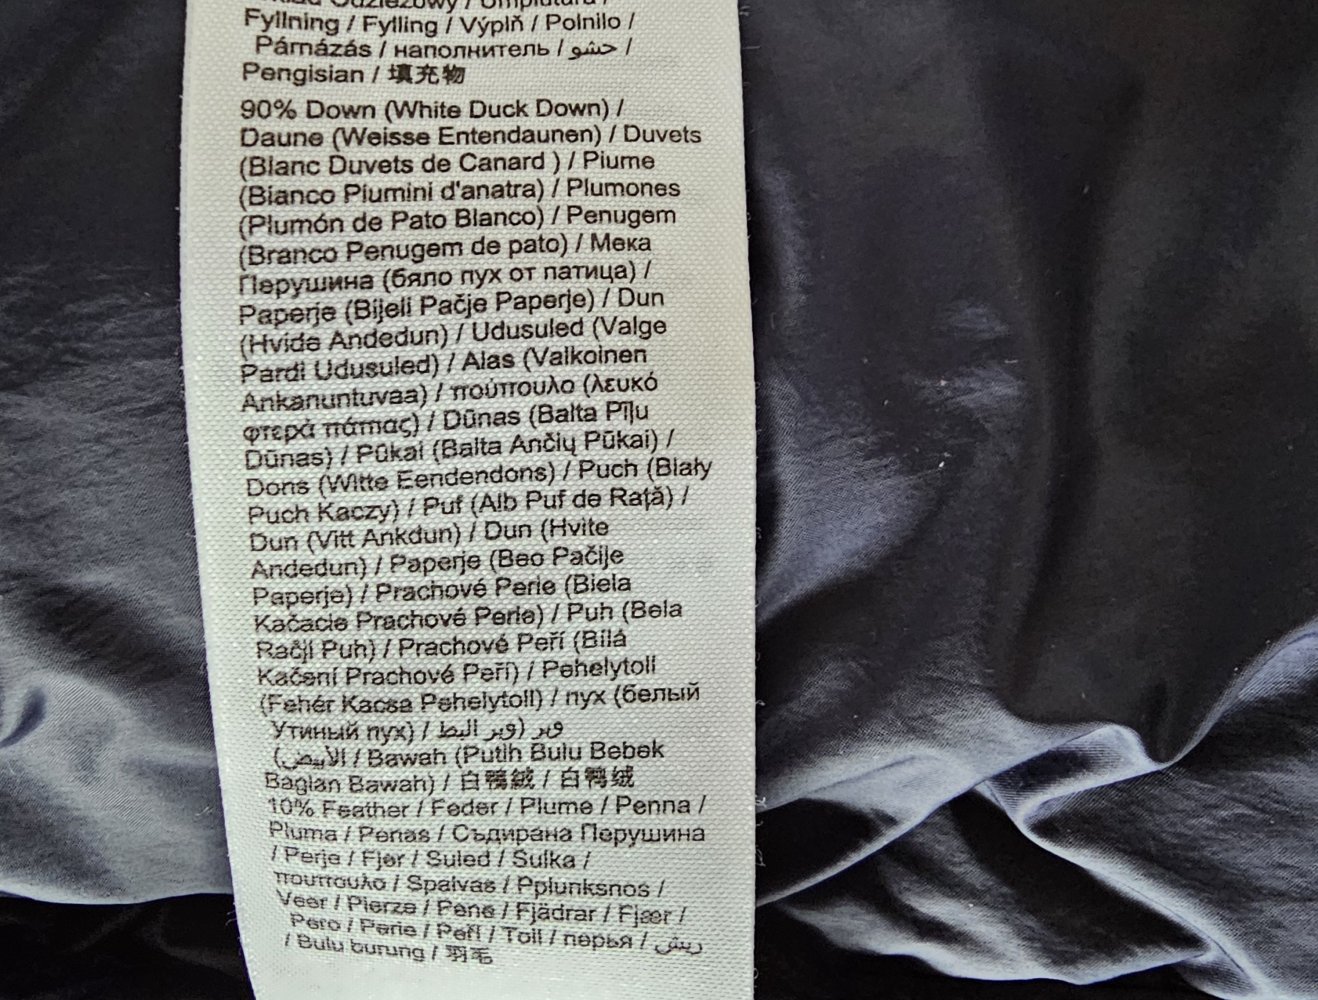 Odzieżowy / Umplutură /
Fyllning / Fylling / Výplň / Polnilo /
Párnázás / наполнитель / حشو /
Pengisian / 填充物
90% Down (White Duck Down) /
Daune (Weisse Entendaunen) / Duvets
(Blanc Duvets de Canard ) / Piume
(Bianco Piumini d'anatra) / Plumones
(Plumón de Pato Blanco) / Penugem
(Branco Penugem de pato) / Мека
Перушина (бяло пух от патица) /
Paperje (Bijeli Pačje Paperje) / Dun
(Hvide Andedun) / Udusuled (Valge
Pardi Udusuled) / Alas (Valkoinen
Ankanuntuvaa) / πούπουλο (λευκό
φτερά πάπιας) / Dūnas (Balta Pīļu
Dūnas) / Pūkai (Balta Ančių Pūkai) /
Dons (Witte Eendendons) / Puch (Biały
Puch Kaczy) / Puf (Alb Puf de Rață) /
Dun (Vitt Ankdun) / Dun (Hvite
Andedun) / Paperje (Beo Pačije
Paperje) / Prachové Perie (Biela
Kačacie Prachové Perie) / Puh (Bela
Račji Puh) / Prachové Peří (Bílá
Kačení Prachové Peří) / Pehelytoll
(Fehér Kacsa Pehelytoll) / пух (белый
Утиный пух) / وبر (وبر البط
الأبيض) / Bawah (Putih Bulu Bebek
Bagian Bawah) / 白鴨絨 / 白鸭绒
10% Feather / Feder / Plume / Penna /
Pluma / Penas / Съдирана Перушина
/ Perje / Fjer / Suled / Sulka /
πουπουλο / Spalvas / Pplunksnos /
Veer / Pierze / Pene / Fjädrar / Fjær /
Pero / Perie / Peří / Toll / перья / ريش
/ Bulu burung / 羽毛